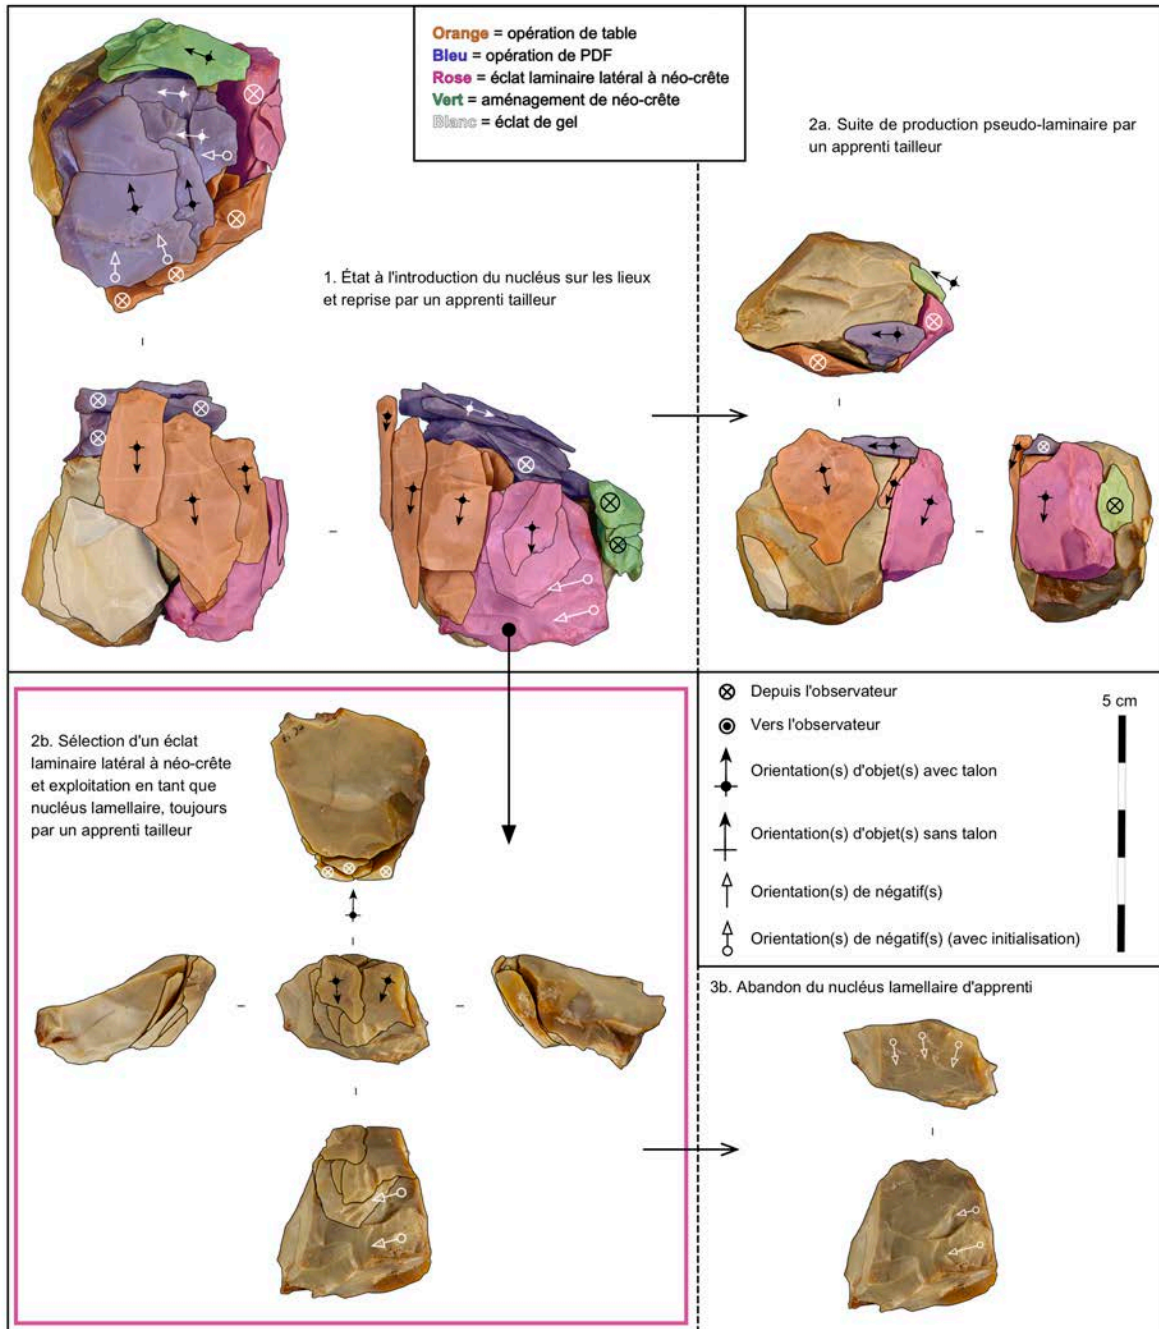 Orange = opération de table
Bleu = opération de PDF
Rose = éclat laminaire latéral à néo-crête
Vert = aménagement de néo-crête
Blanc = éclat de gel
2a. Suite de production pseudo-laminaire par
un apprenti tailleur
1. État à l'introduction du nucléus sur les lieux
et reprise par un apprenti tailleur
2b. Sélection d'un éclat
laminaire latéral à néo-crête
et exploitation en tant que
nucléus lamellaire, toujours
par un apprenti tailleur
Depuis l'observateur
5 cm
Vers l'observateur
Orientation(s) d'objet(s) avec talon
Orientation(s) d'objet(s) sans talon
Orientation(s) de négatif(s)
Orientation(s) de négatif(s) (avec initialisation)
3b. Abandon du nucléus lamellaire d'apprenti